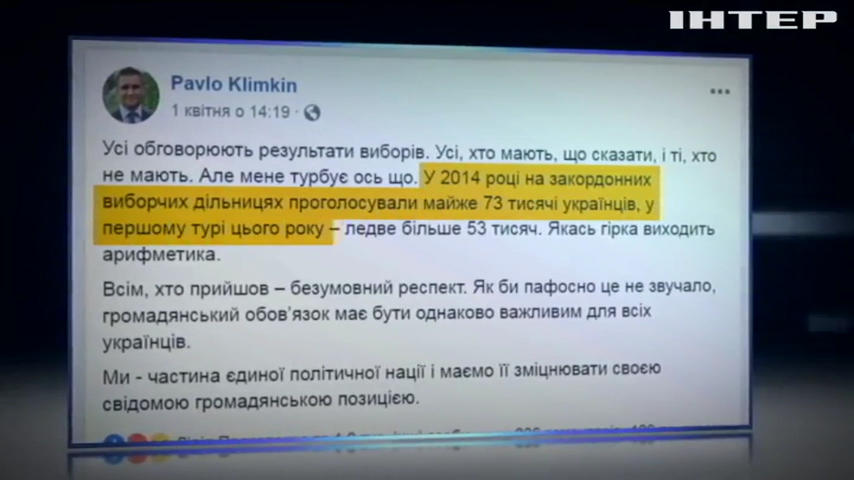 ІНТЕР
Pavlo Klimkin
1 квітня о 14:19 ·
Усі обговорюють результати виборів. Усі, хто мають, що сказати, і ті, хто
не мають. Але мене турбує ось що. У 2014 році на закордонних
виборчих дільницях проголосували майже 73 тисячі українців, у
першому турі цього року – ледве більше 53 тисяч. Якась гірка виходить
арифметика.
Всім, хто прийшов – безумовний респект. Як би пафосно це не звучало,
громадянський обов'язок має бути однаково важливим для всіх
українців.
Ми - частина єдиної політичної нації і маємо її зміцнювати своєю
свідомою громадянською позицією.